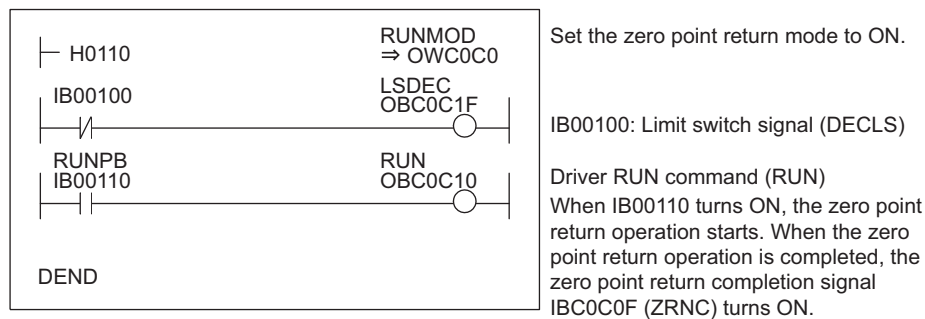 H0110
RUNMOD
⇒ OWC0C0
IB00100
LSDEC
OBC0C1F
RUNPB
IB00110
RUN
OBC0C10
DEND
Set the zero point return mode to ON.
IB00100: Limit switch signal (DECLS)
Driver RUN command (RUN)
When IB00110 turns ON, the zero point
return operation starts. When the zero
point return operation is completed, the
zero point return completion signal
IBC0C0F (ZRNC) turns ON.